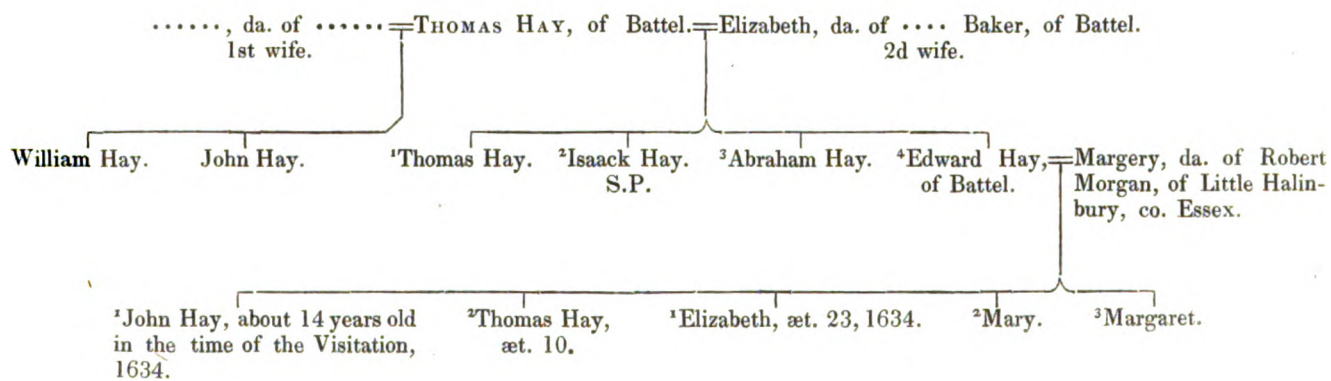 ······, da. of ······=THOMAS HAY, of Battel.=Elizabeth, da. of ···· Baker, of Battel.
1st wife. 2d wife.
William Hay. John Hay. ¹Thomas Hay. ²Isaack Hay. ³Abraham Hay. ⁴Edward Hay,=Margery, da. of Robert
S.P. of Battel. Morgan, of Little Halin-
bury, co. Essex.
¹John Hay, about 14 years old ²Thomas Hay, ¹Elizabeth, æt. 23, 1634. ²Mary. ³Margaret.
in the time of the Visitation, æt. 10.
1634.